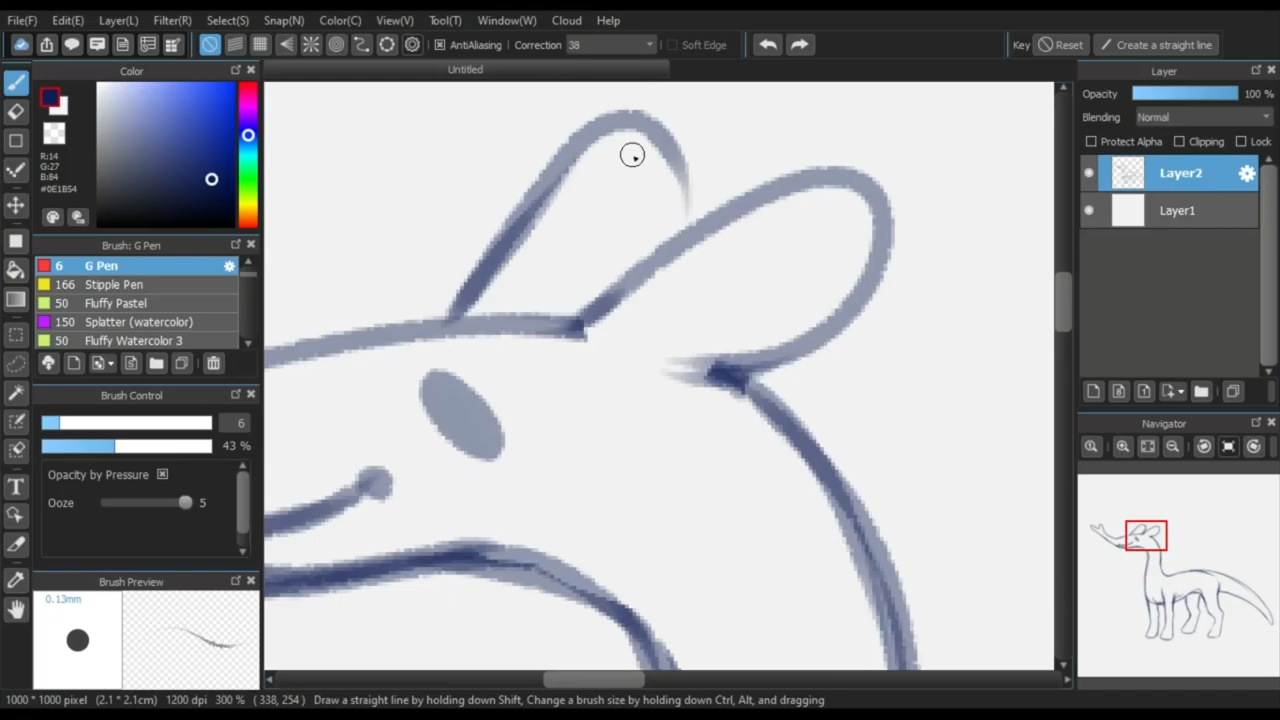 File(F) Edit(E) Layer(L) Filter(R) Select(S) Snap(N) Color(C) View(V) Tool(T) Window(W) Cloud Help
AntiAliasing Correction 38 Soft Edge Key Reset Create a straight line
Color
Untitled
Layer
Opacity 100 %
Blending Normal
Protect Alpha Clipping Lock
Layer2
Layer1
R:14
G:27
B:84
#0E1B54
Brush: G Pen
6 G Pen
166 Stipple Pen
50 Fluffy Pastel
150 Splatter (watercolor)
50 Fluffy Watercolor 3
Brush Control
6
43 %
Opacity by Pressure
Ooze 5
Navigator
Brush Preview
0.13mm
1000 * 1000 pixel (2.1 * 2.1cm) 1200 dpi 300 % ( 338, 254 ) Draw a straight line by holding down Shift, Change a brush size by holding down Ctrl, Alt, and dragging